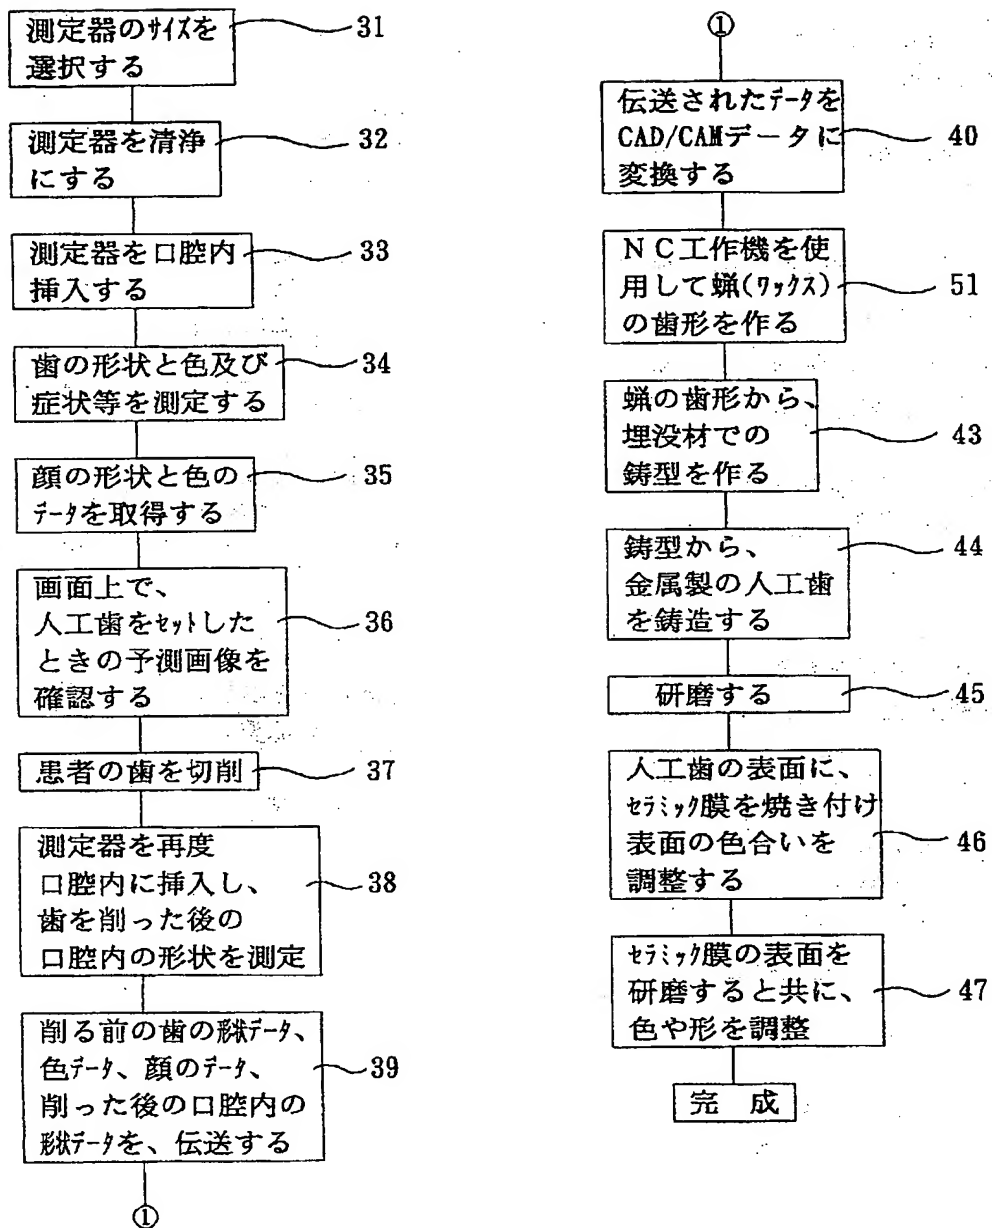 測定器のサイズを
選択する
31
測定器を清浄
にする
32
測定器を口腔内
挿入する
33
歯の形状と色及び
症状等を測定する
34
顔の形状と色の
データを取得する
35
画面上で、
人工歯をセットした
ときの予測画像を
確認する
36
患者の歯を切削
37
測定器を再度
口腔内に挿入し、
歯を削った後の
口腔内の形状を測定
38
削る前の歯の形状データ、
色データ、顔のデータ、
削った後の口腔内の
形状データを、伝送する
39
①
①
伝送されたデータを
CAD/CAMデータに
変換する
40
NC工作機を使
用して蝋(ワックス)
の歯形を作る
51
蝋の歯形から、
埋没材での
鋳型を作る
43
鋳型から、
金属製の人工歯
を鋳造する
44
研磨する
45
人工歯の表面に、
セラミック膜を焼き付け
表面の色合いを
調整する
46
セラミック膜の表面を
研磨すると共に、
色や形を調整
47
完 成